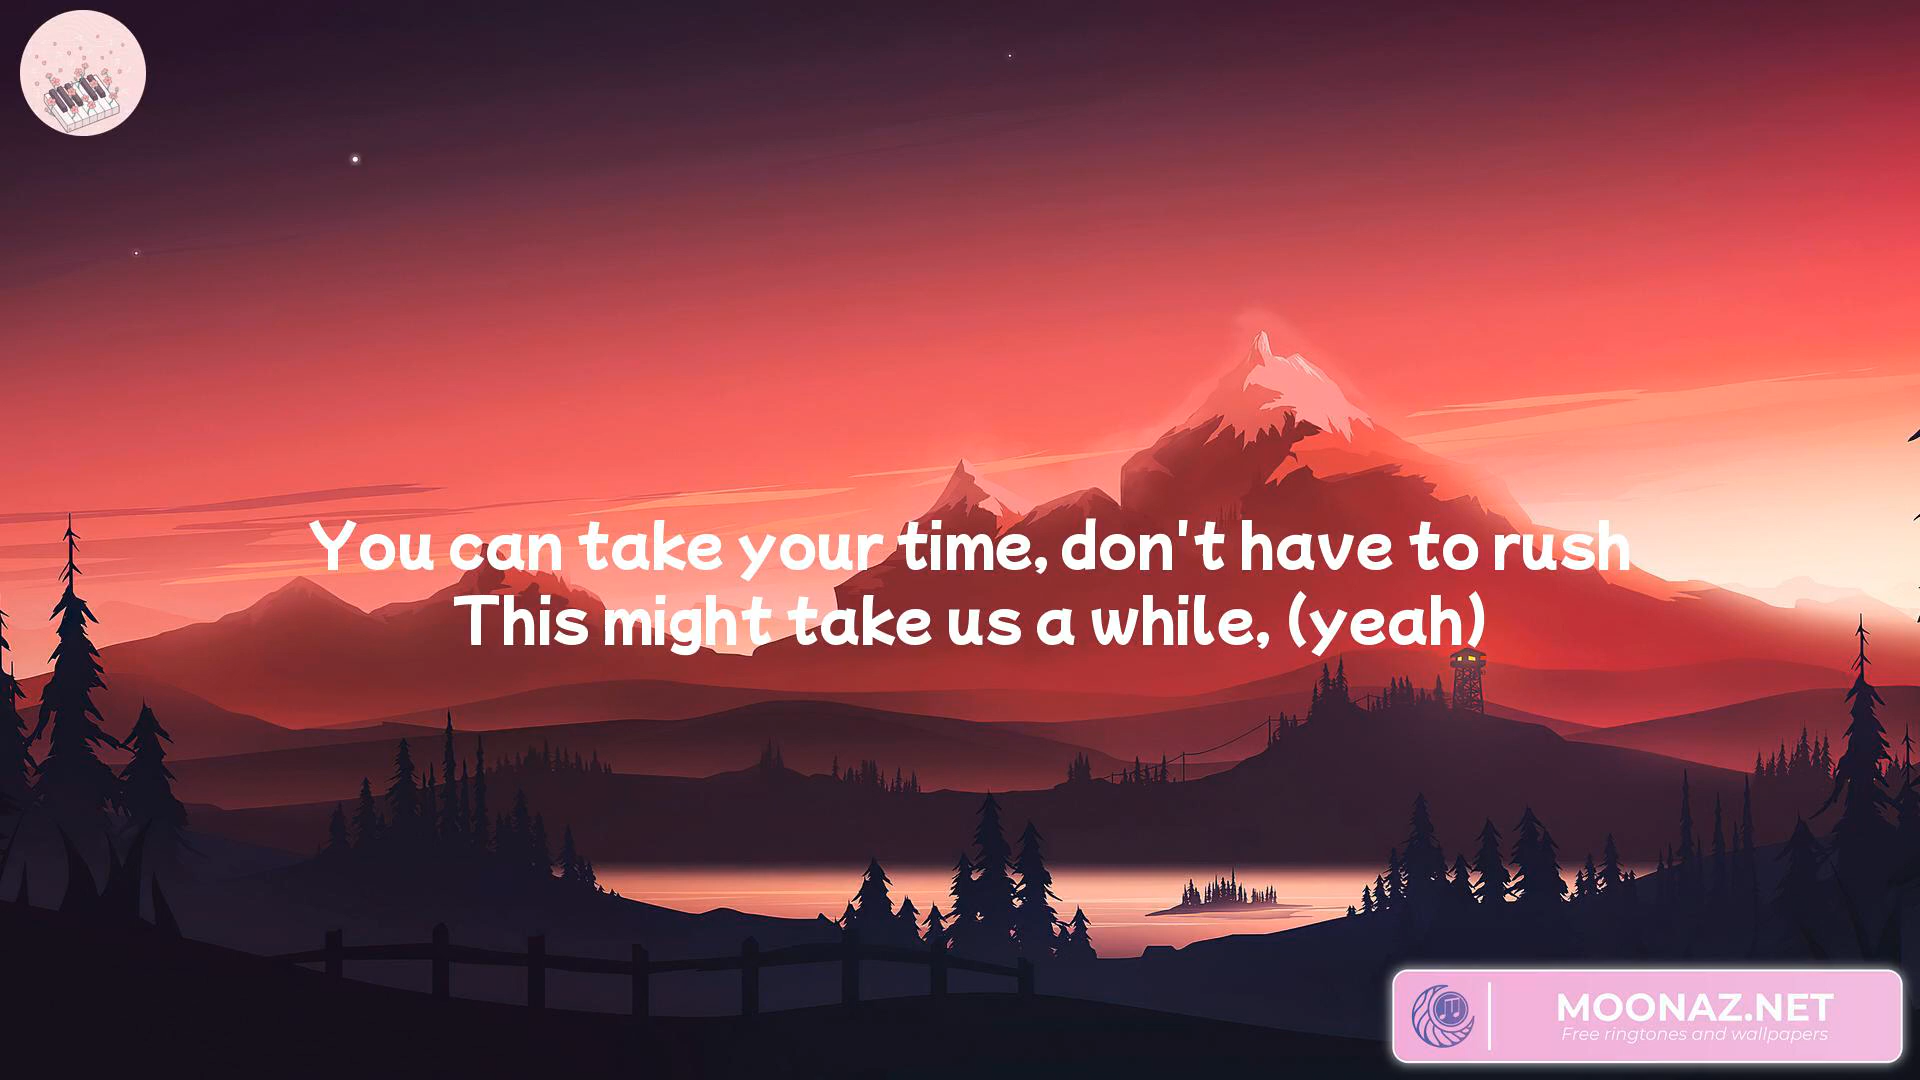 You can take your time, don't have to rush
This might take us a while, (yeah)
MOONAZ.NET
Free ringtones and wallpapers